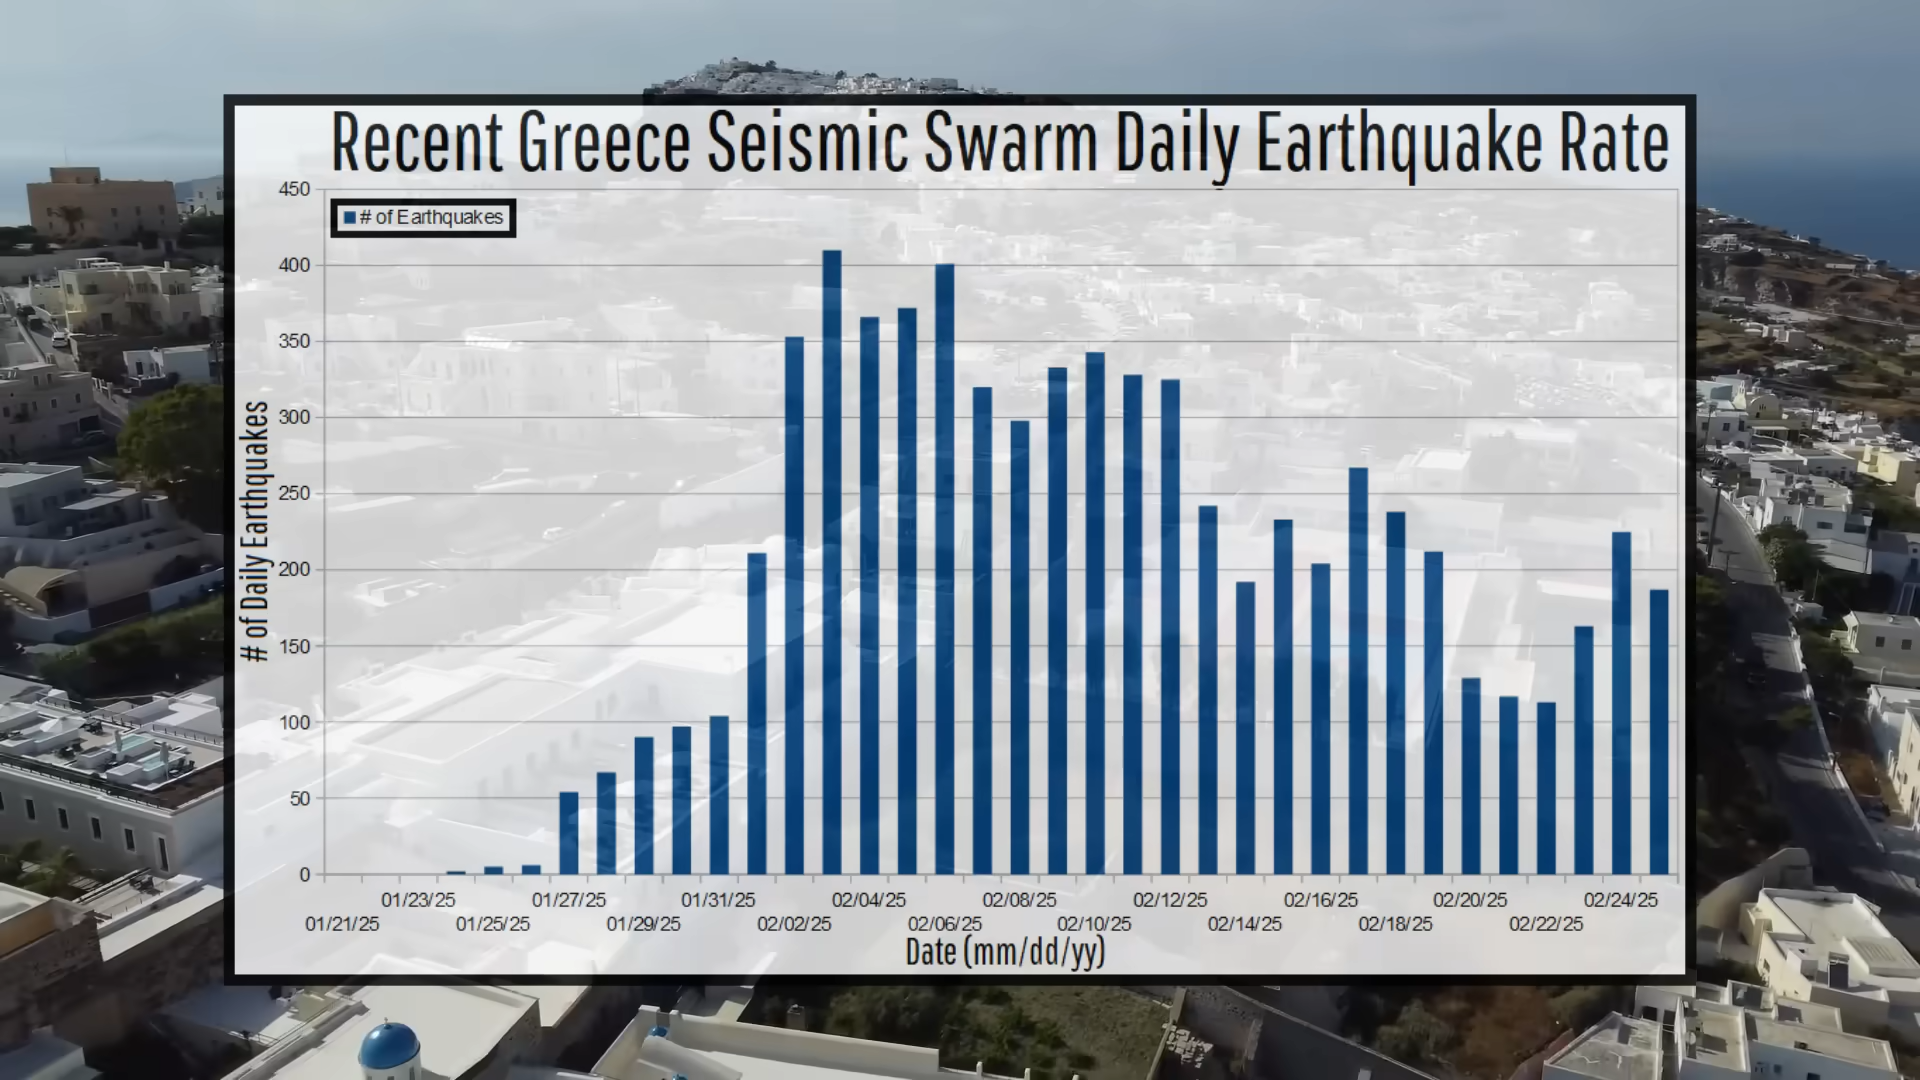 Recent Greece Seismic Swarm Daily Earthquake Rate
# of Earthquakes
# of Daily Earthquakes
450
400
350
300
250
200
150
100
50
0
01/23/25 01/27/25 01/31/25 02/04/25 02/08/25 02/12/25 02/16/25 02/20/25 02/24/25
01/21/25 01/25/25 01/29/25 02/02/25 02/06/25 02/10/25 02/14/25 02/18/25 02/22/25
Date (mm/dd/yy)